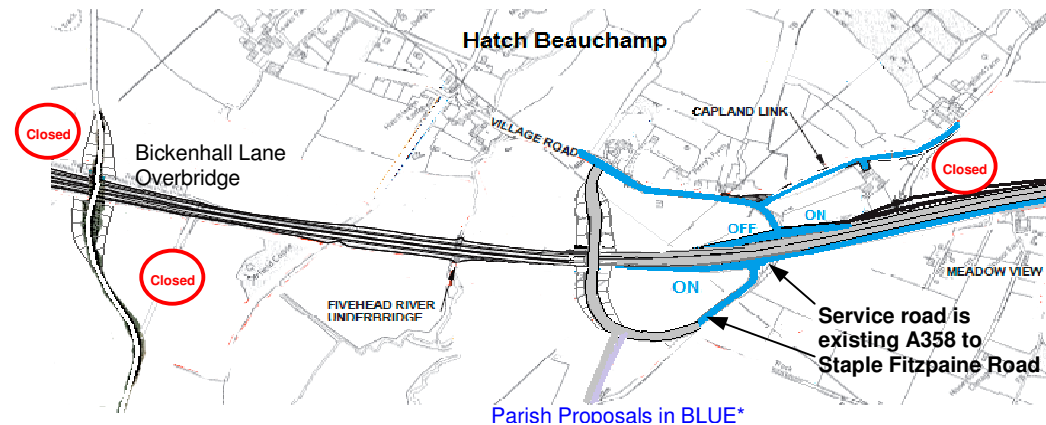 Hatch Beauchamp
Closed
Bickenhall Lane
Overbridge
VILLAGE ROAD
CAPLAND LINK
Closed
OFF
ON
Closed
ON
MEADOW VIEW
FIVEHEAD RIVER
UNDERBRIDGE
Service road is
existing A358 to
Staple Fitzpaine Road
Parish Proposals in BLUE*